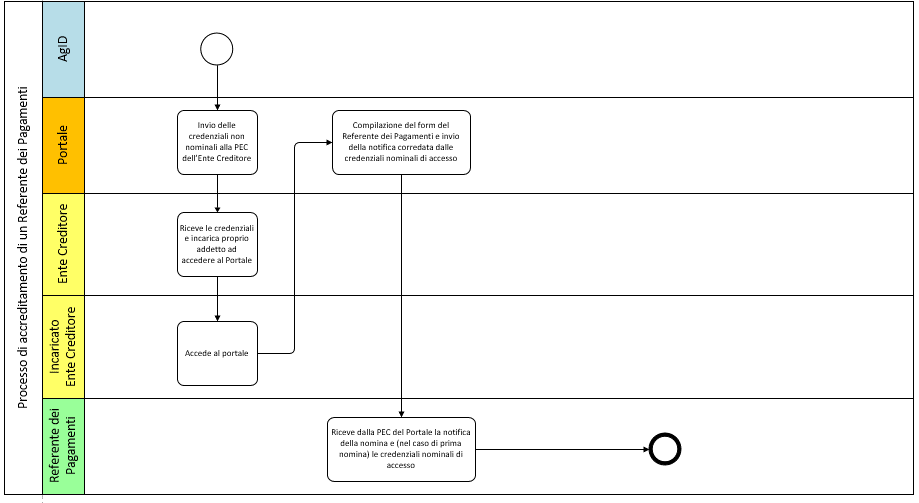 Processo di accreditamento di un Referente dei Pagamenti
AgID
Portale
Invio delle
credenziali non
nominali alla PEC
dell'Ente Creditore
Compilazione del form del
Referente dei Pagamenti e invio
della notifica corredata dalle
credenziali nominali di accesso
Ente Creditore
Riceve le credenziali
e incarica proprio
addetto ad
accedere al Portale
Incaricato
Ente Creditore
Accede al portale
Referente dei
Pagamenti
Riceve dalla PEC del Portale la notifica
della nomina e (nel caso di prima
nomina) le credenziali nominali di
accesso